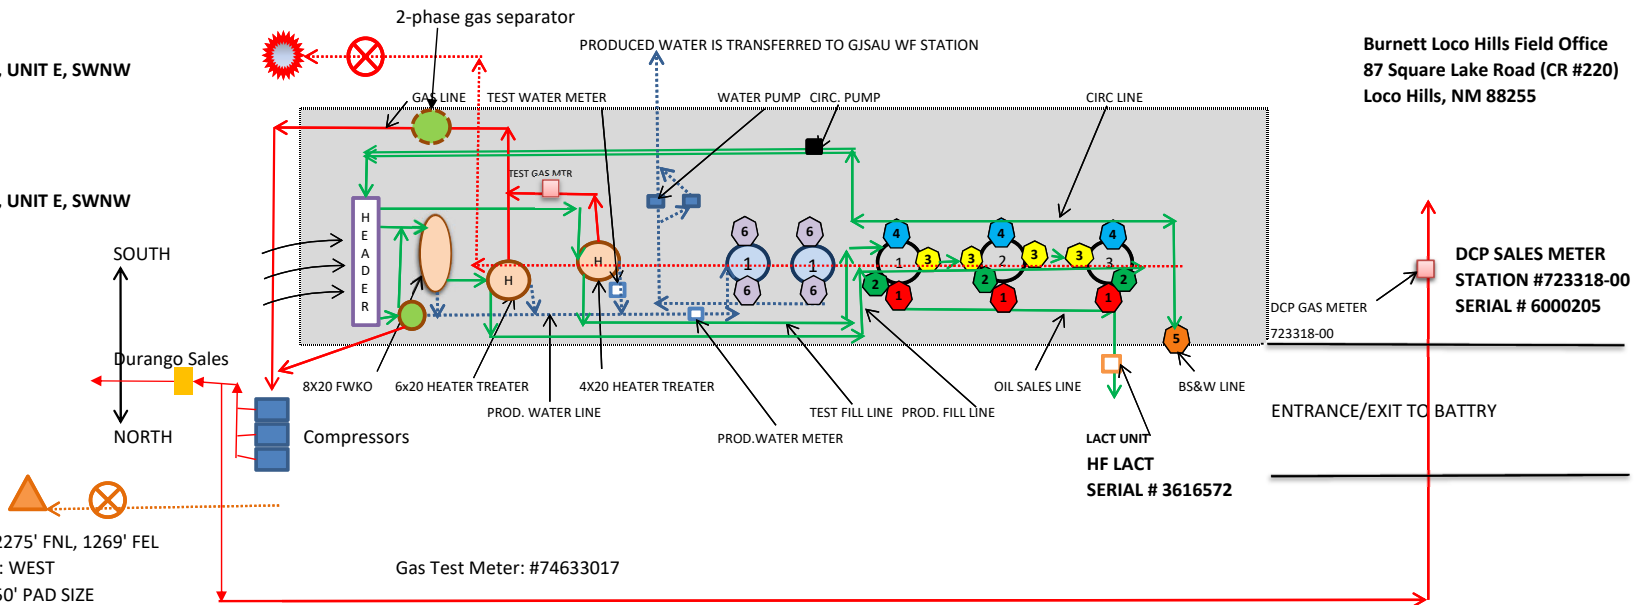 2-phase gas separator
PRODUCED WATER IS TRANSFERRED TO GJSAU WF STATION
, UNIT E, SWNW
Burnett Loco Hills Field Office
87 Square Lake Road (CR #220)
Loco Hills, NM 88255
GAS LINE
TEST WATER METER
WATER PUMP
CIRC. PUMP
CIRC LINE
TEST GAS MTR
, UNIT E, SWNW
HEADER
SOUTH
NORTH
H
H
6
6
1
1
6
6
4
4
4
1
2
3
3
3
3
3
2
2
2
1
1
1
5
DCP SALES METER
STATION #723318-00
SERIAL # 6000205
DCP GAS METER
723318-00
Durango Sales
8X20 FWKO
6X20 HEATER TREATER
4X20 HEATER TREATER
OIL SALES LINE
BS&W LINE
PROD. WATER LINE
TEST FILL LINE
PROD. FILL LINE
ENTRANCE/EXIT TO BATTRY
Compressors
PROD.WATER METER
LACT UNIT
HF LACT
SERIAL # 3616572
2275' FNL, 1269' FEL
: WEST
50' PAD SIZE
Gas Test Meter: #74633017